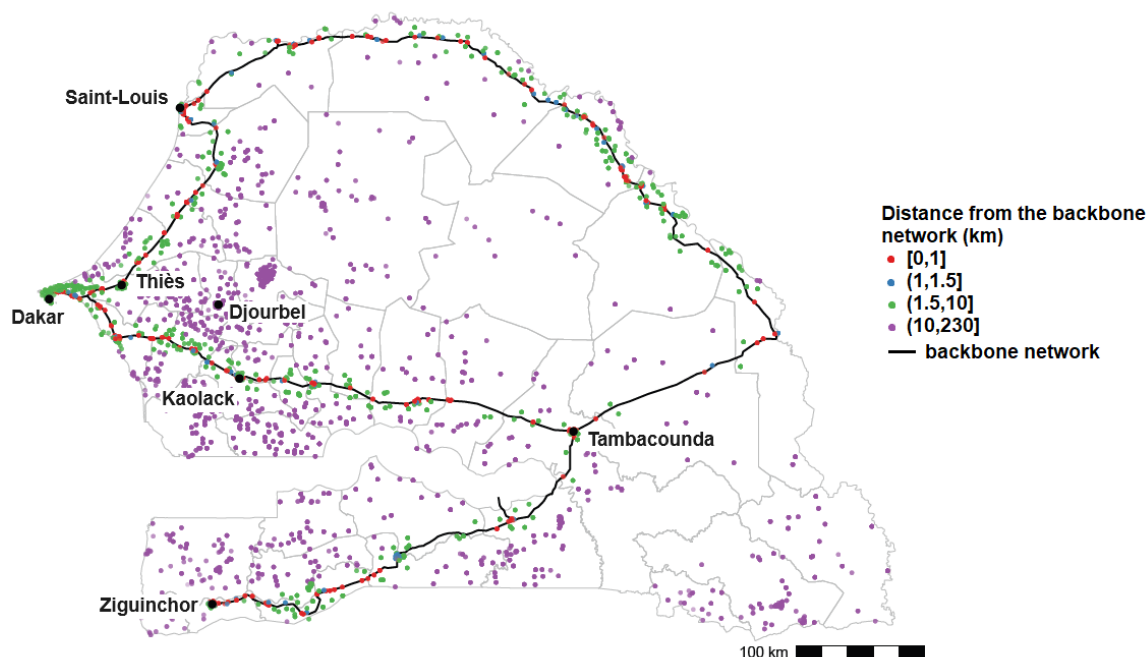 Saint-Louis
Thiès
Dakar
Djourbel
Kaolack
Tambacounda
Ziguinchor
Distance from the backbone
network (km)
[0,1]
(1,1.5]
(1.5,10]
(10,230]
backbone network
100 km